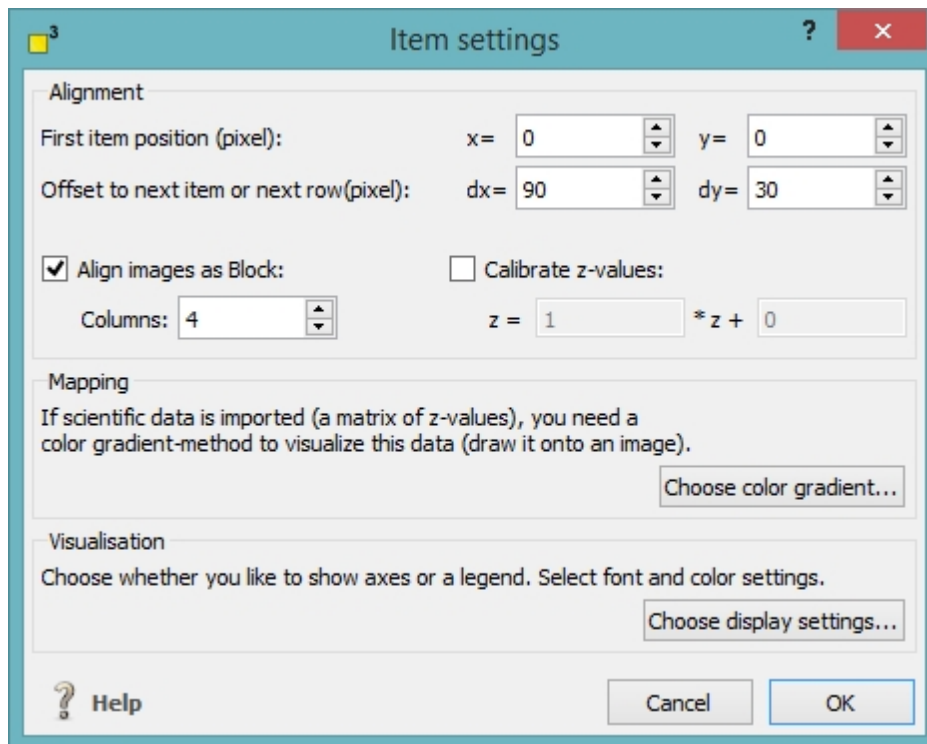 3 Item settings ? ×
Alignment
First item position (pixel): x= 0 y= 0
Offset to next item or next row(pixel): dx= 90 dy= 30
Align images as Block: Calibrate z-values:
Columns: 4 z = 1 * z + 0
Mapping
If scientific data is imported (a matrix of z-values), you need a
color gradient-method to visualize this data (draw it onto an image).
Choose color gradient...
Visualisation
Choose whether you like to show axes or a legend. Select font and color settings.
Choose display settings...
? Help Cancel OK